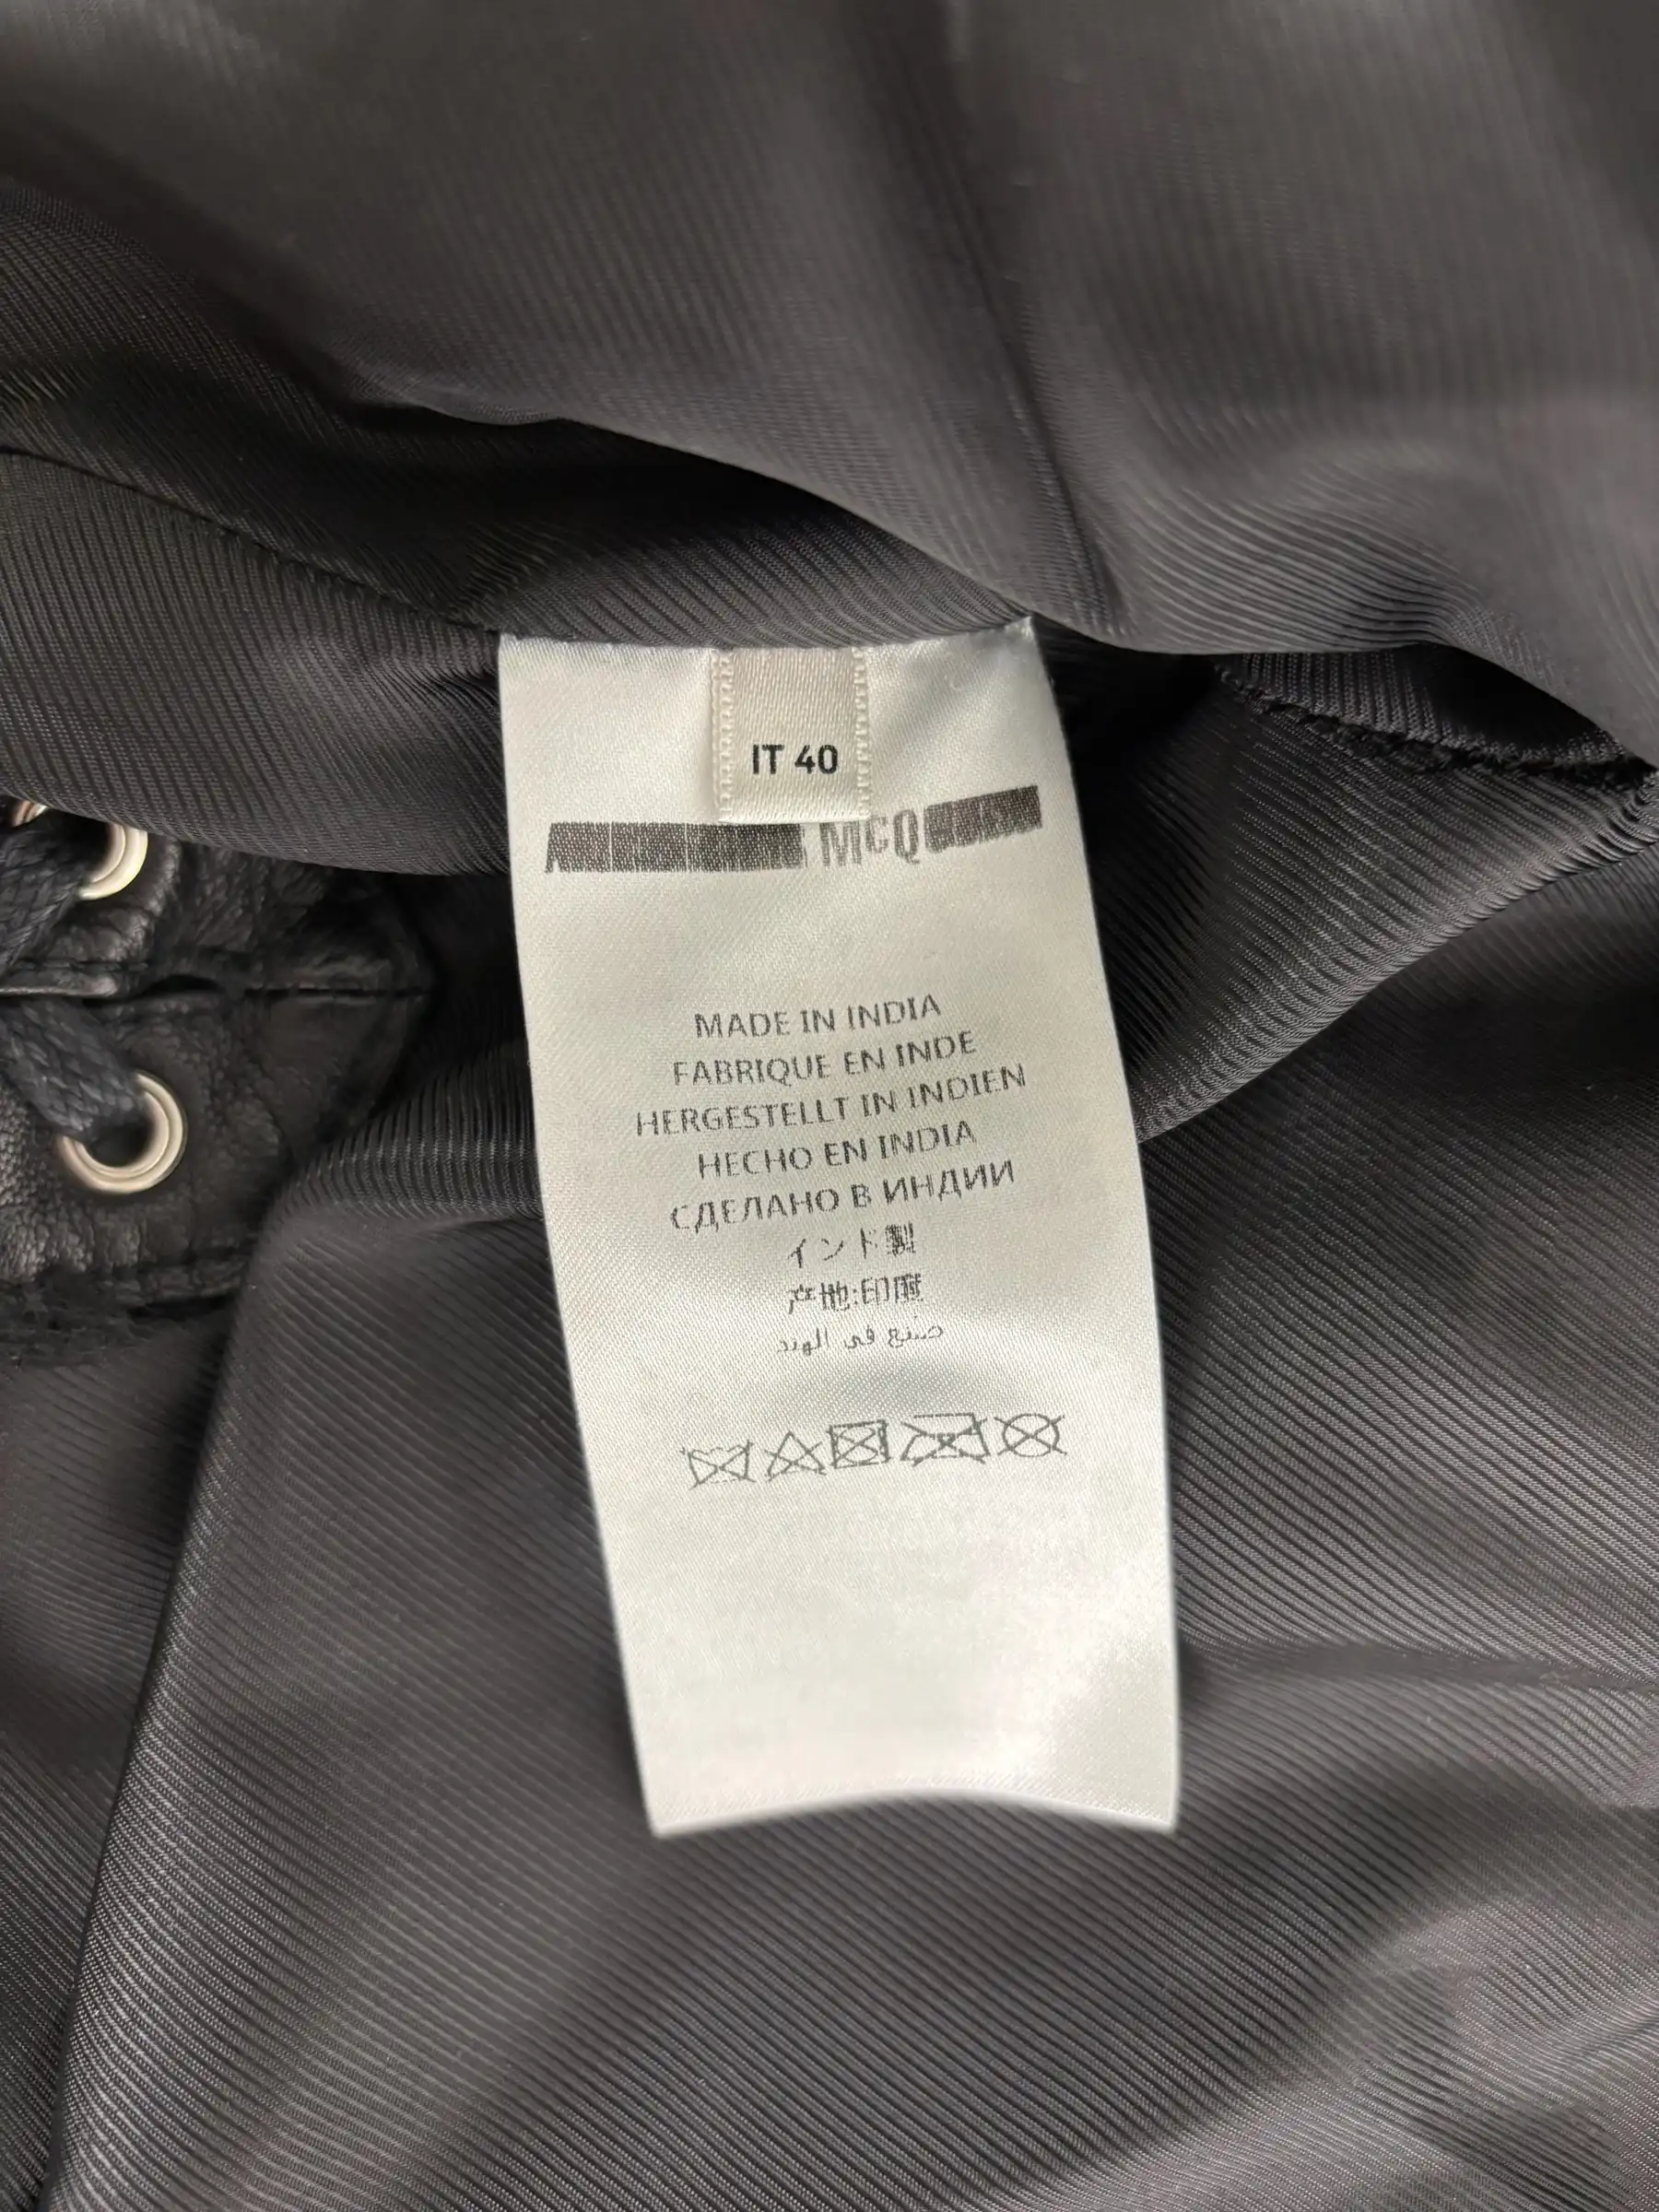 IT 40
McQ
MADE IN INDIA
FABRIQUE EN INDE
HERGESTELLT IN INDIEN
HECHO EN INDIA
СДЕЛАНО В ИНДИИ
インド製
产地:印度
صنع في الهند